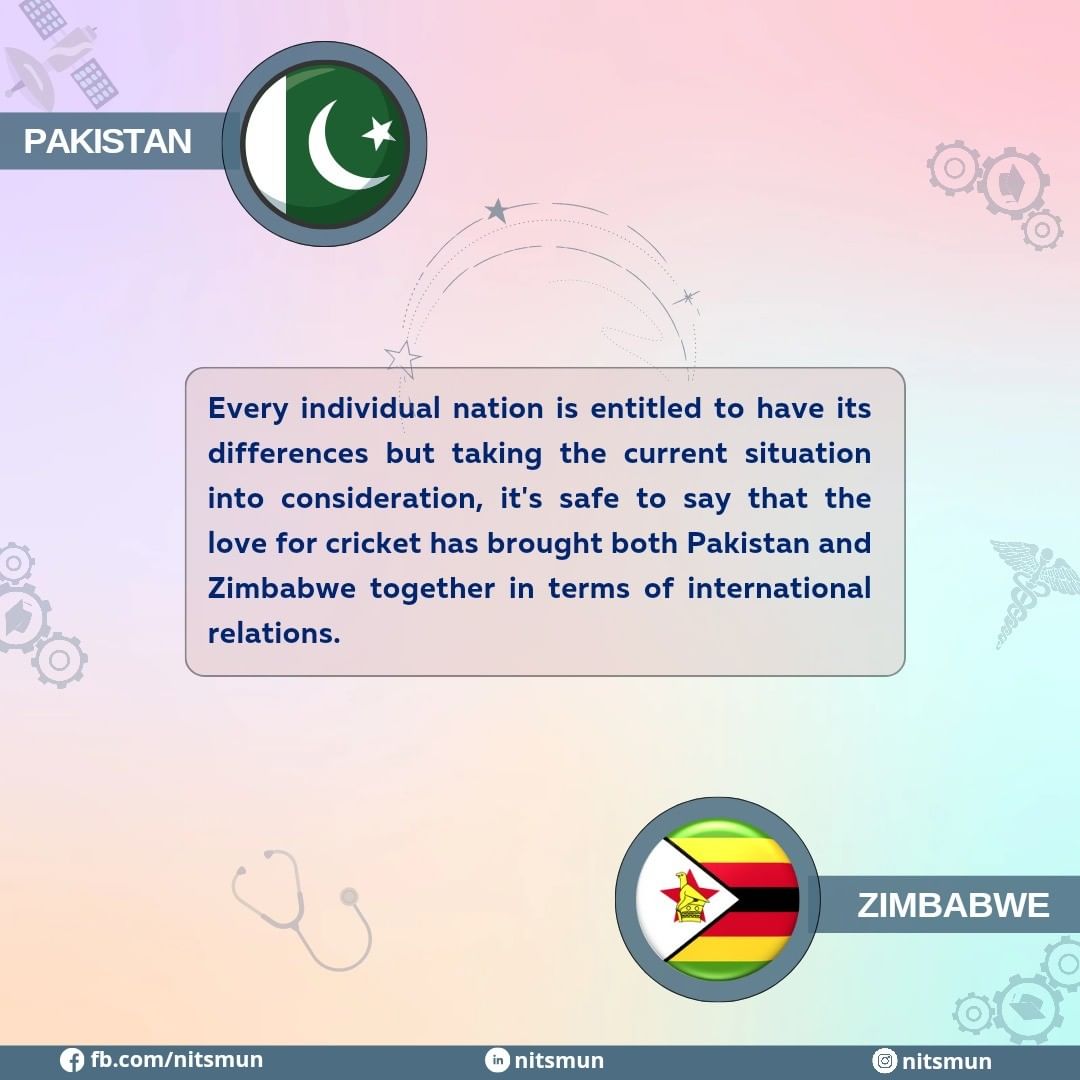 PAKISTAN
Every individual nation is entitled to have its
differences but taking the current situation
into consideration, it's safe to say that the
love for cricket has brought both Pakistan and
Zimbabwe together in terms of international
relations.
ZIMBABWE
fb.com/nitsmun
in nitsmun
nitsmun